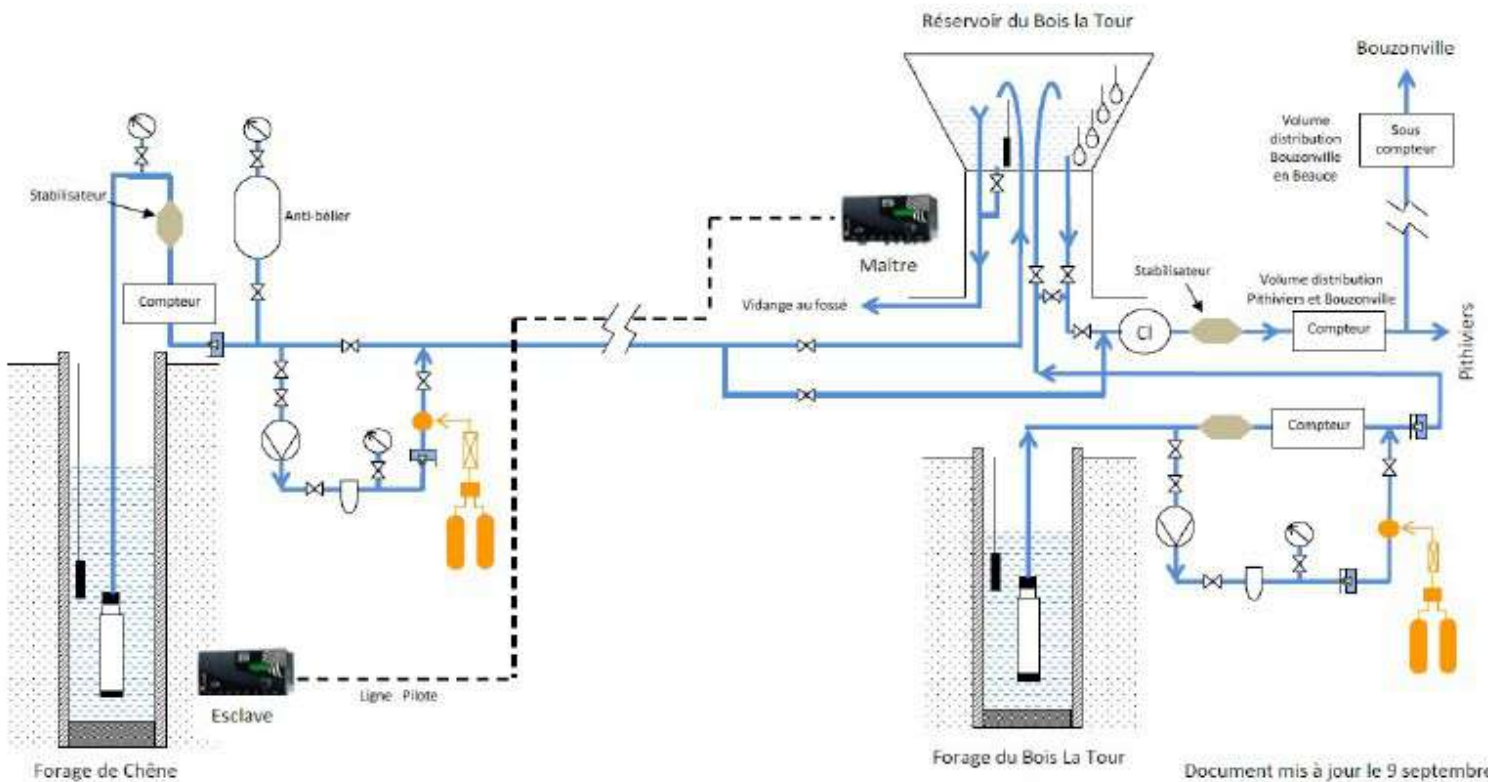 Réservoir du Bois la Tour
Bouzonville
Volume
distribution
Bouzonville
en Beauce
Sous
compteur
Stabilisateur
Anti-bélier
Compteur
Maître
Vidange au fossé
Stabilisateur
Volume distribution
Pithiviers et Bouzonville
CI
Compteur
Pithiviers
Compteur
Ligne Pilote
Esclave
Forage de Chêne
Forage du Bois La Tour
Document mis à jour le 9 septembre